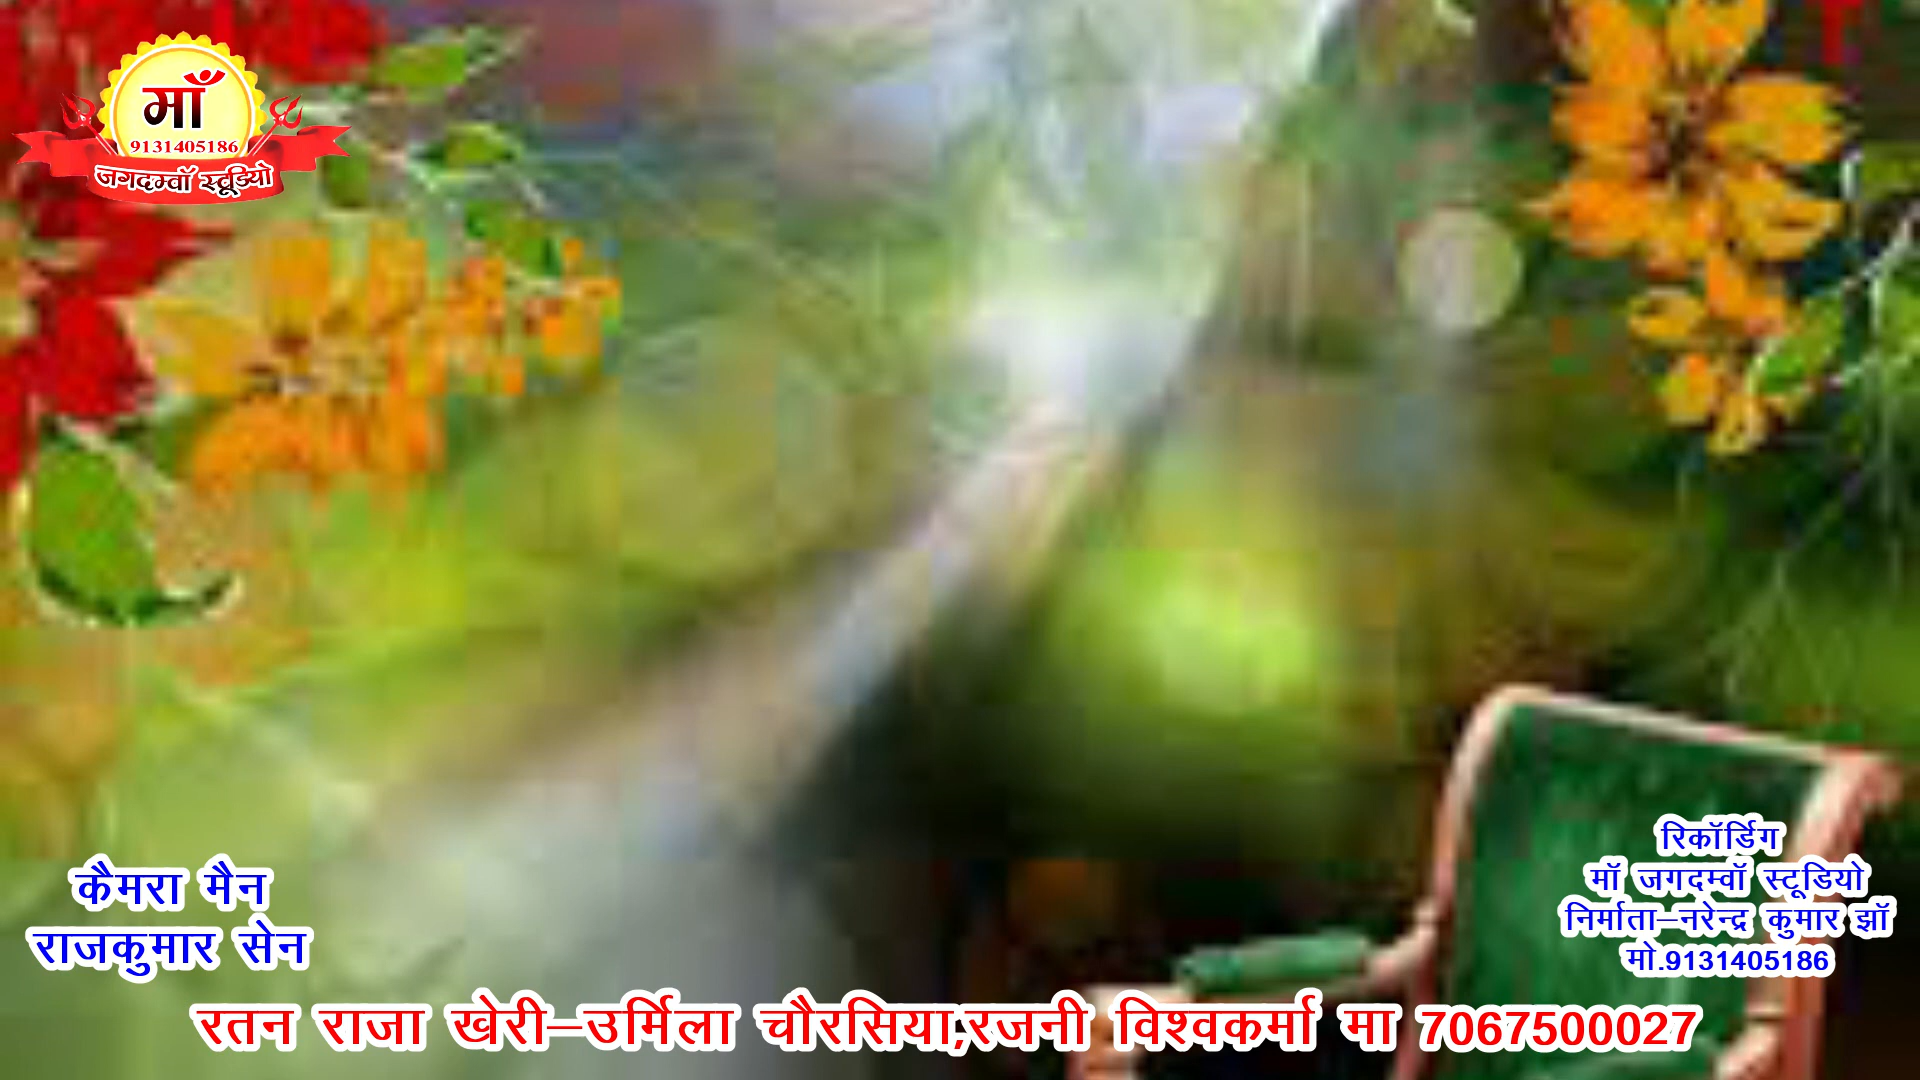 माँ
9131405186
जगदम्वॉ स्टूडियो
कैमरा मैन
राजकुमार सेन
रिकॉर्डिग
मॉ जगदम्वॉ स्टूडियो
निर्माता–नरेन्द्र कुमार झॉ
मो.9131405186
रतन राजा खेरी–उर्मिला चौरसिया,रजनी विश्वकर्मा मा 7067500027